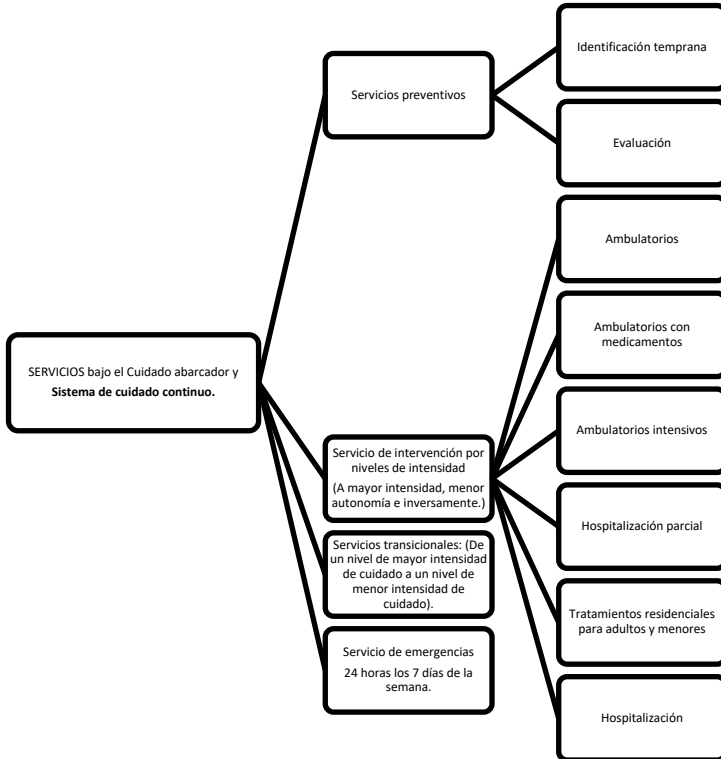 SERVICIOS bajo el Cuidado abarcador y
Sistema de cuidado continuo.
Servicios preventivos
Identificación temprana
Evaluación
Servicio de intervención por
niveles de intensidad
(A mayor intensidad, menor
autonomía e inversamente.)
Ambulatorios
Ambulatorios con
medicamentos
Ambulatorios intensivos
Hospitalización parcial
Tratamientos residenciales
para adultos y menores
Hospitalización
Servicios transicionales: (De
un nivel de mayor intensidad
de cuidado a un nivel de
menor intensidad de
cuidado).
Servicio de emergencias
24 horas los 7 días de la
semana.